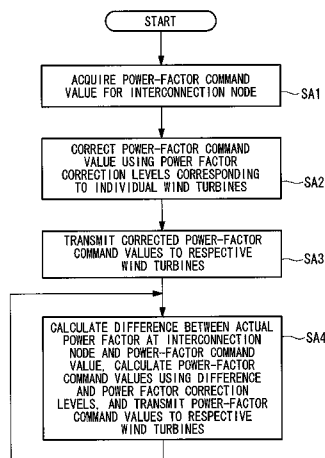 START
ACQUIRE POWER-FACTOR COMMAND
VALUE FOR INTERCONNECTION NODE
SA1
CORRECT POWER-FACTOR COMMAND
VALUE USING POWER FACTOR
CORRECTION LEVELS CORRESPONDING
TO INDIVIDUAL WIND TURBINES
SA2
TRANSMIT CORRECTED POWER-FACTOR
COMMAND VALUES TO RESPECTIVE
WIND TURBINES
SA3
CALCULATE DIFFERENCE BETWEEN ACTUAL
POWER FACTOR AT INTERCONNECTION
NODE AND POWER-FACTOR COMMAND
VALUE, CALCULATE POWER-FACTOR
COMMAND VALUES USING DIFFERENCE
AND POWER FACTOR CORRECTION
LEVELS, AND TRANSMIT POWER-FACTOR
COMMAND VALUES TO RESPECTIVE
WIND TURBINES
SA4